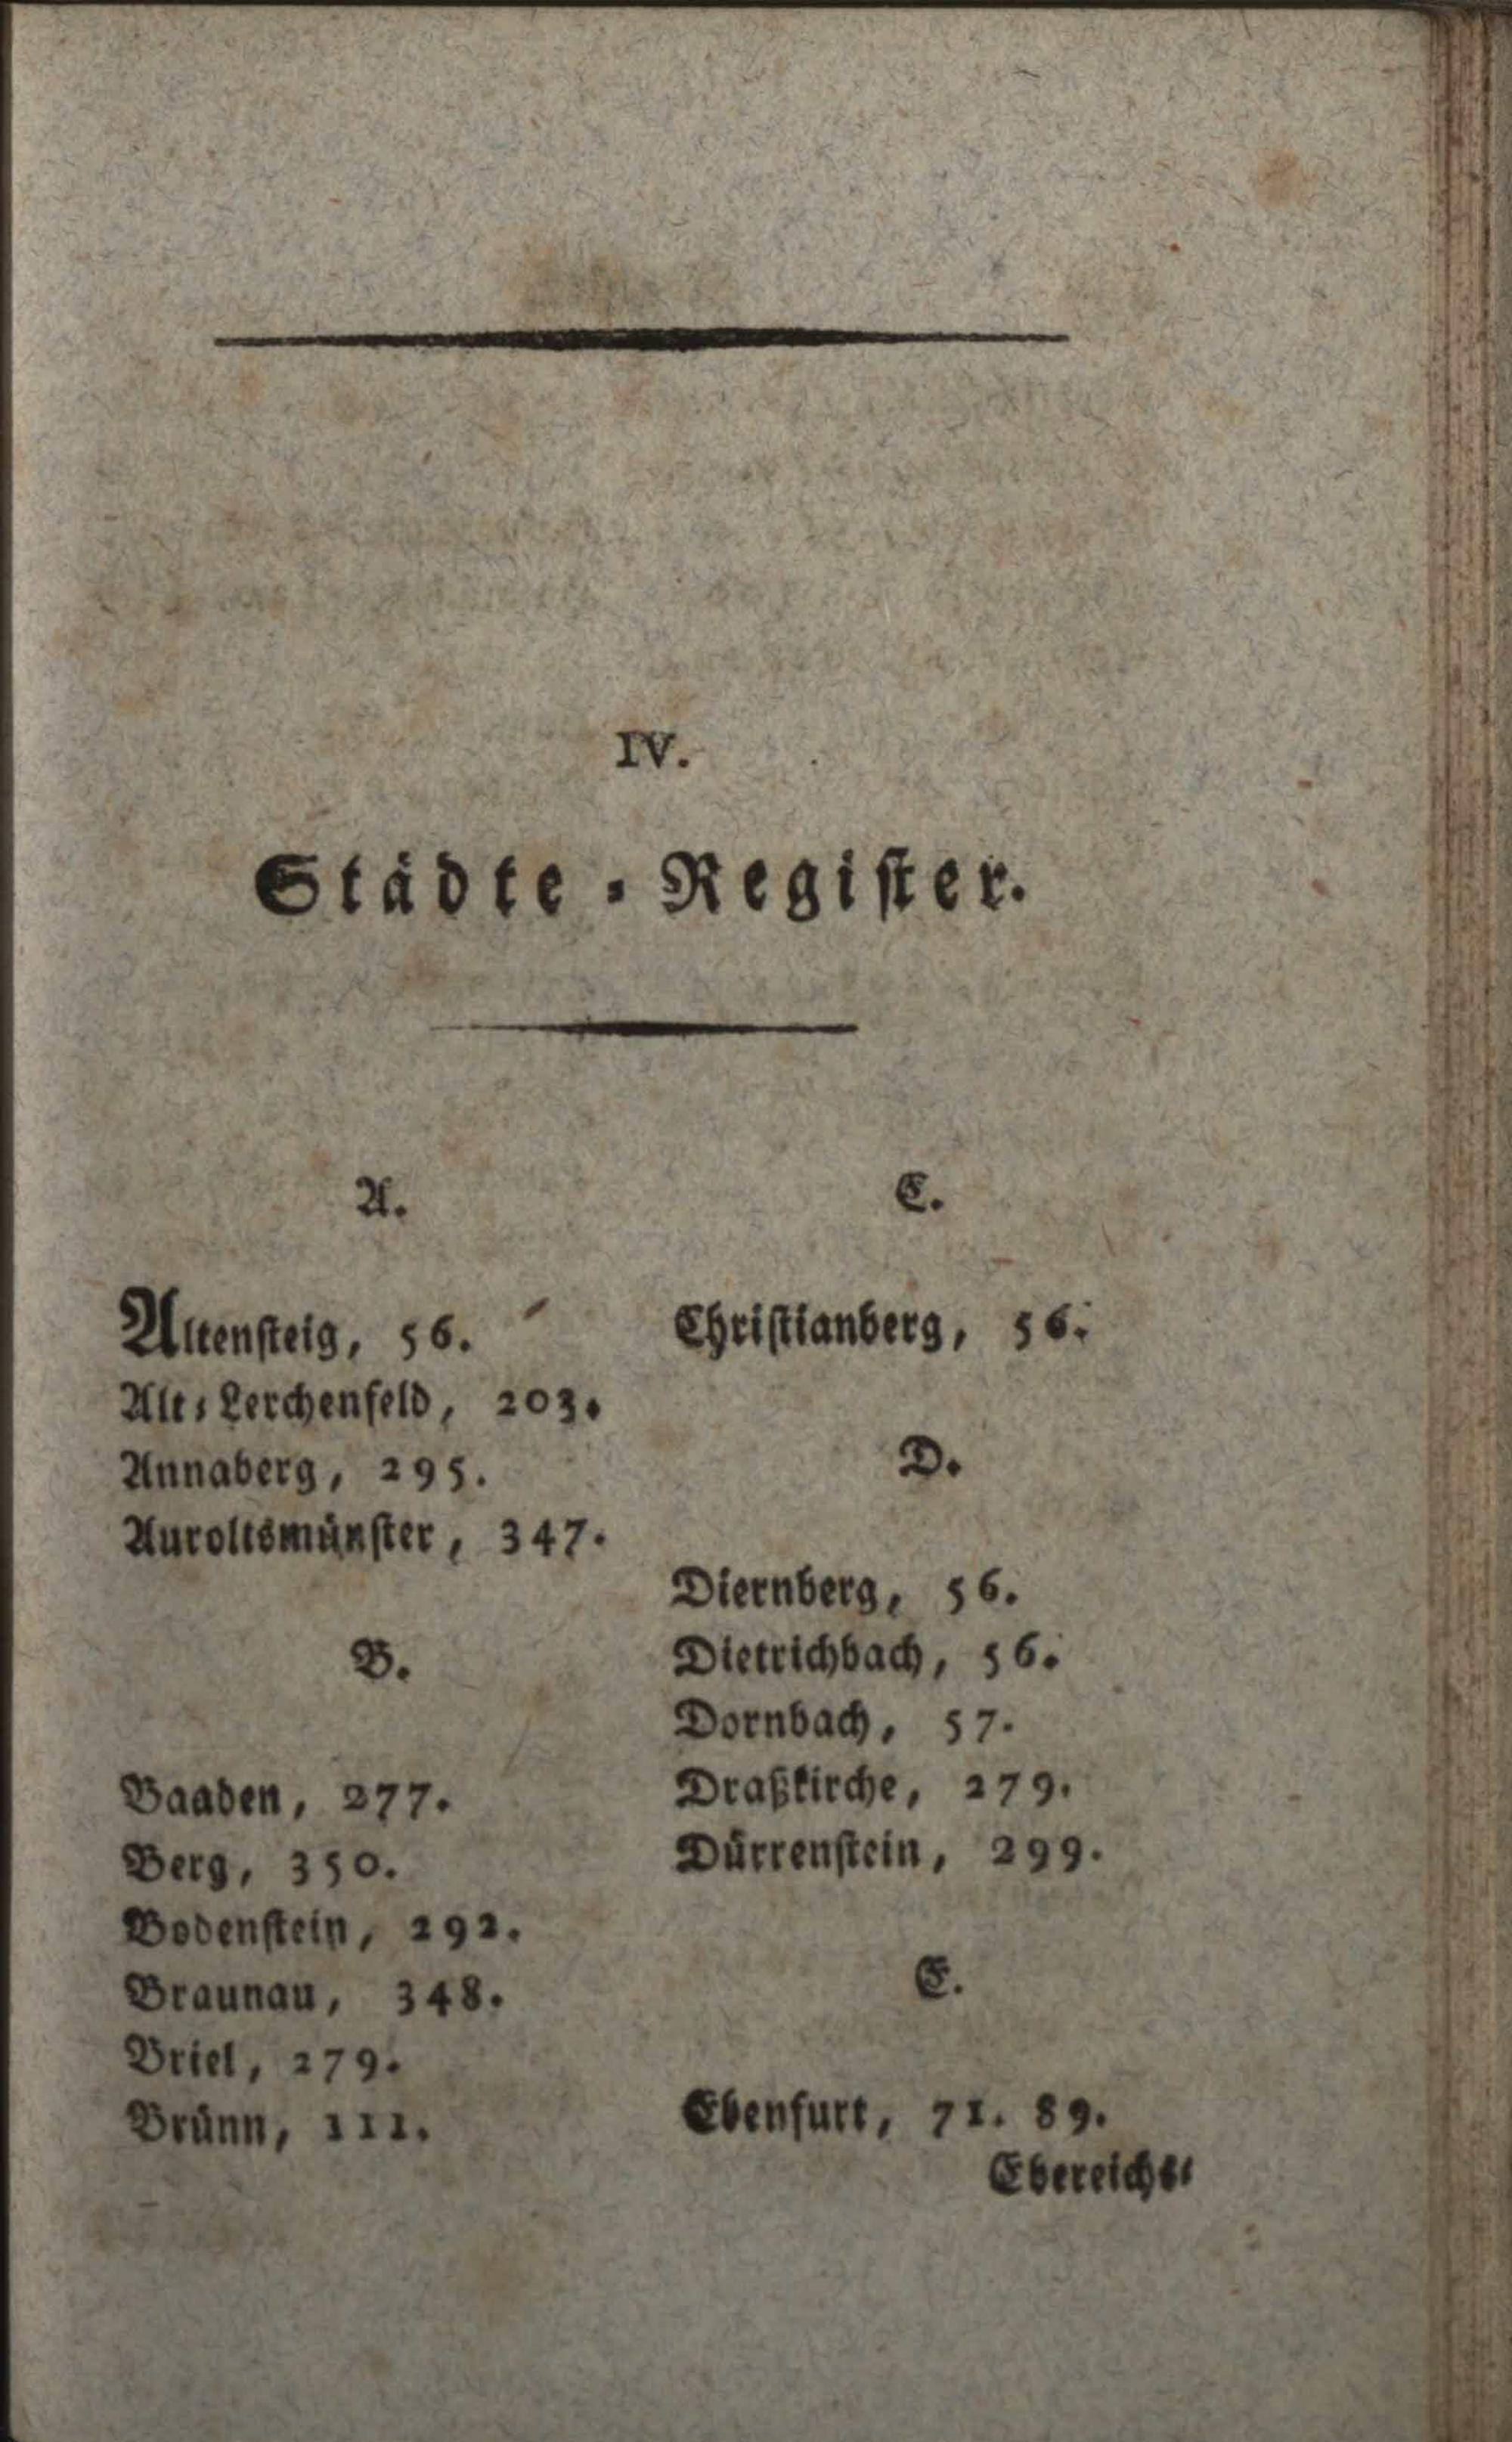 IV.
Städte-Register.
A.
Altensteig, 56.
Alt-Lerchenfeld, 203.
Annaberg, 295.
Auroltsmünster, 347.
B.
Baaden, 277.
Berg, 350.
Bodenstein, 292.
Braunau, 348.
Briel, 279.
Brünn, 111.
C.
Christianberg, 56.
D.
Diernberg, 56.
Dietrichbach, 56.
Dornbach, 57.
Draßkirche, 279.
Dürrenstein, 299.
E.
Ebenfurt, 71. 89.
Ebereichs-